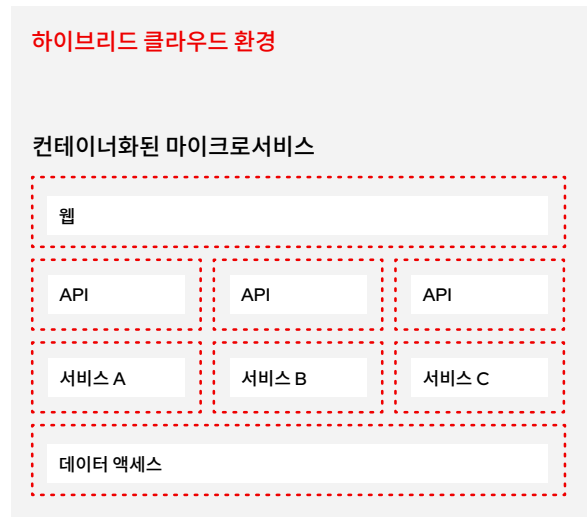 하이브리드 클라우드 환경
컨테이너화된 마이크로서비스
웹
API
API
API
서비스 A
서비스 B
서비스 C
데이터 액세스